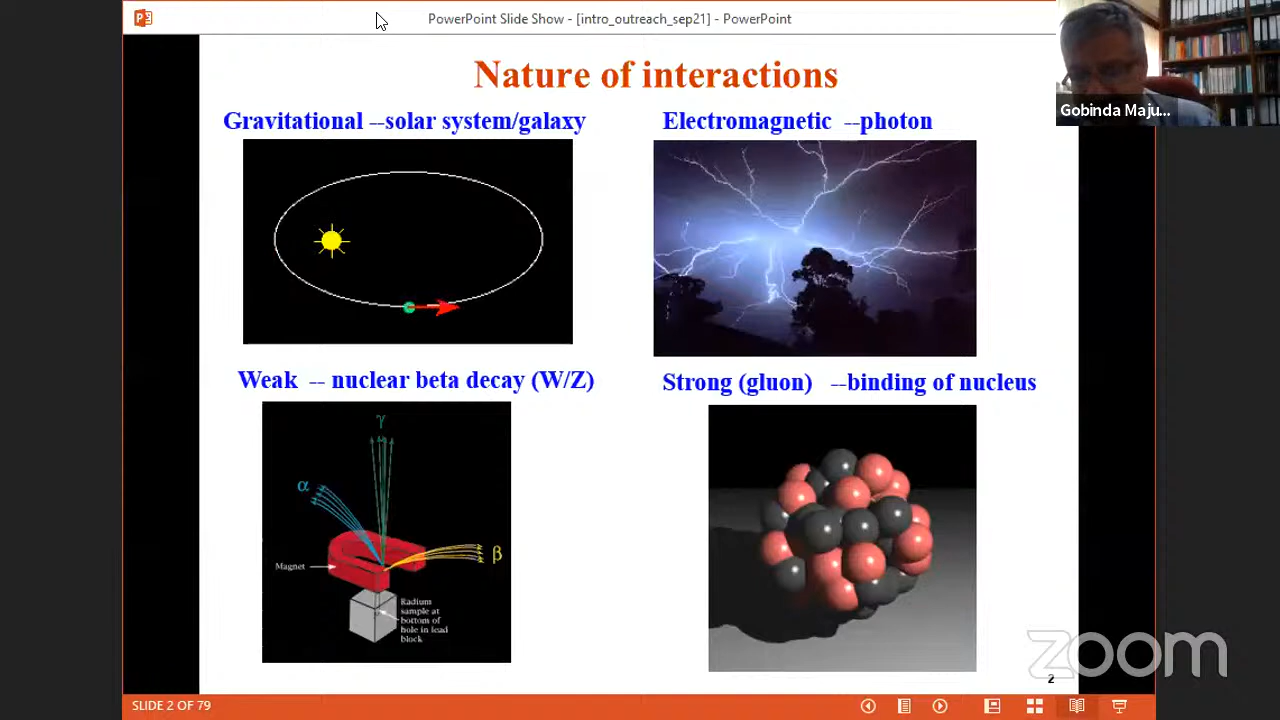 PowerPoint Slide Show - [intro_outreach_sep21] - PowerPoint
Gobinda Maju...
Nature of interactions
Gravitational --solar system/galaxy
Electromagnetic --photon
Weak -- nuclear beta decay (W/Z)
Strong (gluon) --binding of nucleus
γ
α
β
Magnet
Radium
sample at
bottom of
hole in lead
block
zoom
2
SLIDE 2 OF 79